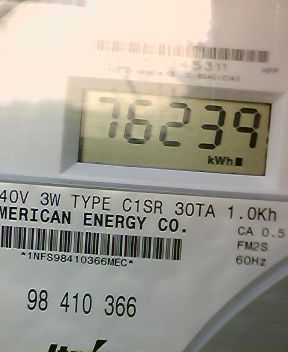 76239
kWh
40V 3W TYPE C1SR 30TA 1.0Kh
MERICAN ENERGY CO.
CA 0.5
FM2S
*1NFS98410366MEC*
60Hz
98 410 366